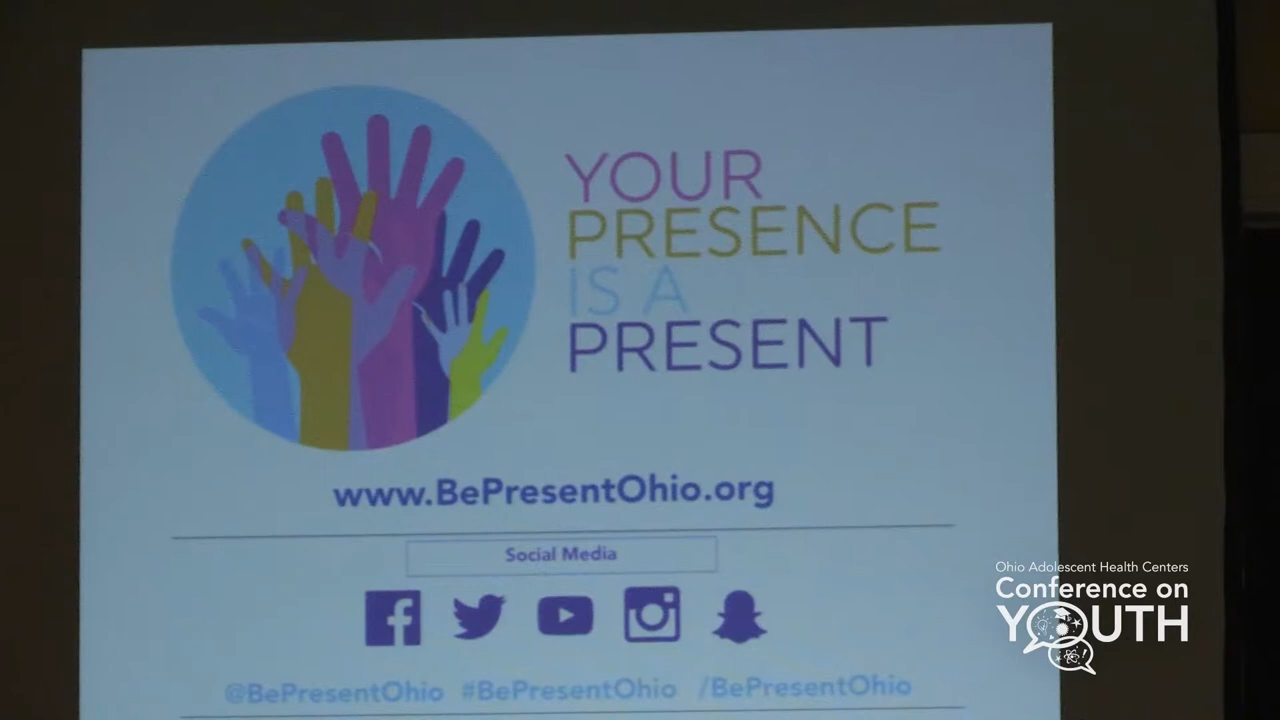 YOUR
PRESENCE
IS A
PRESENT
www.BePresentOhio.org
Social Media
@BePresentOhio #BePresentOhio /BePresentOhio
Ohio Adolescent Health Centers
Conference on
YOUTH